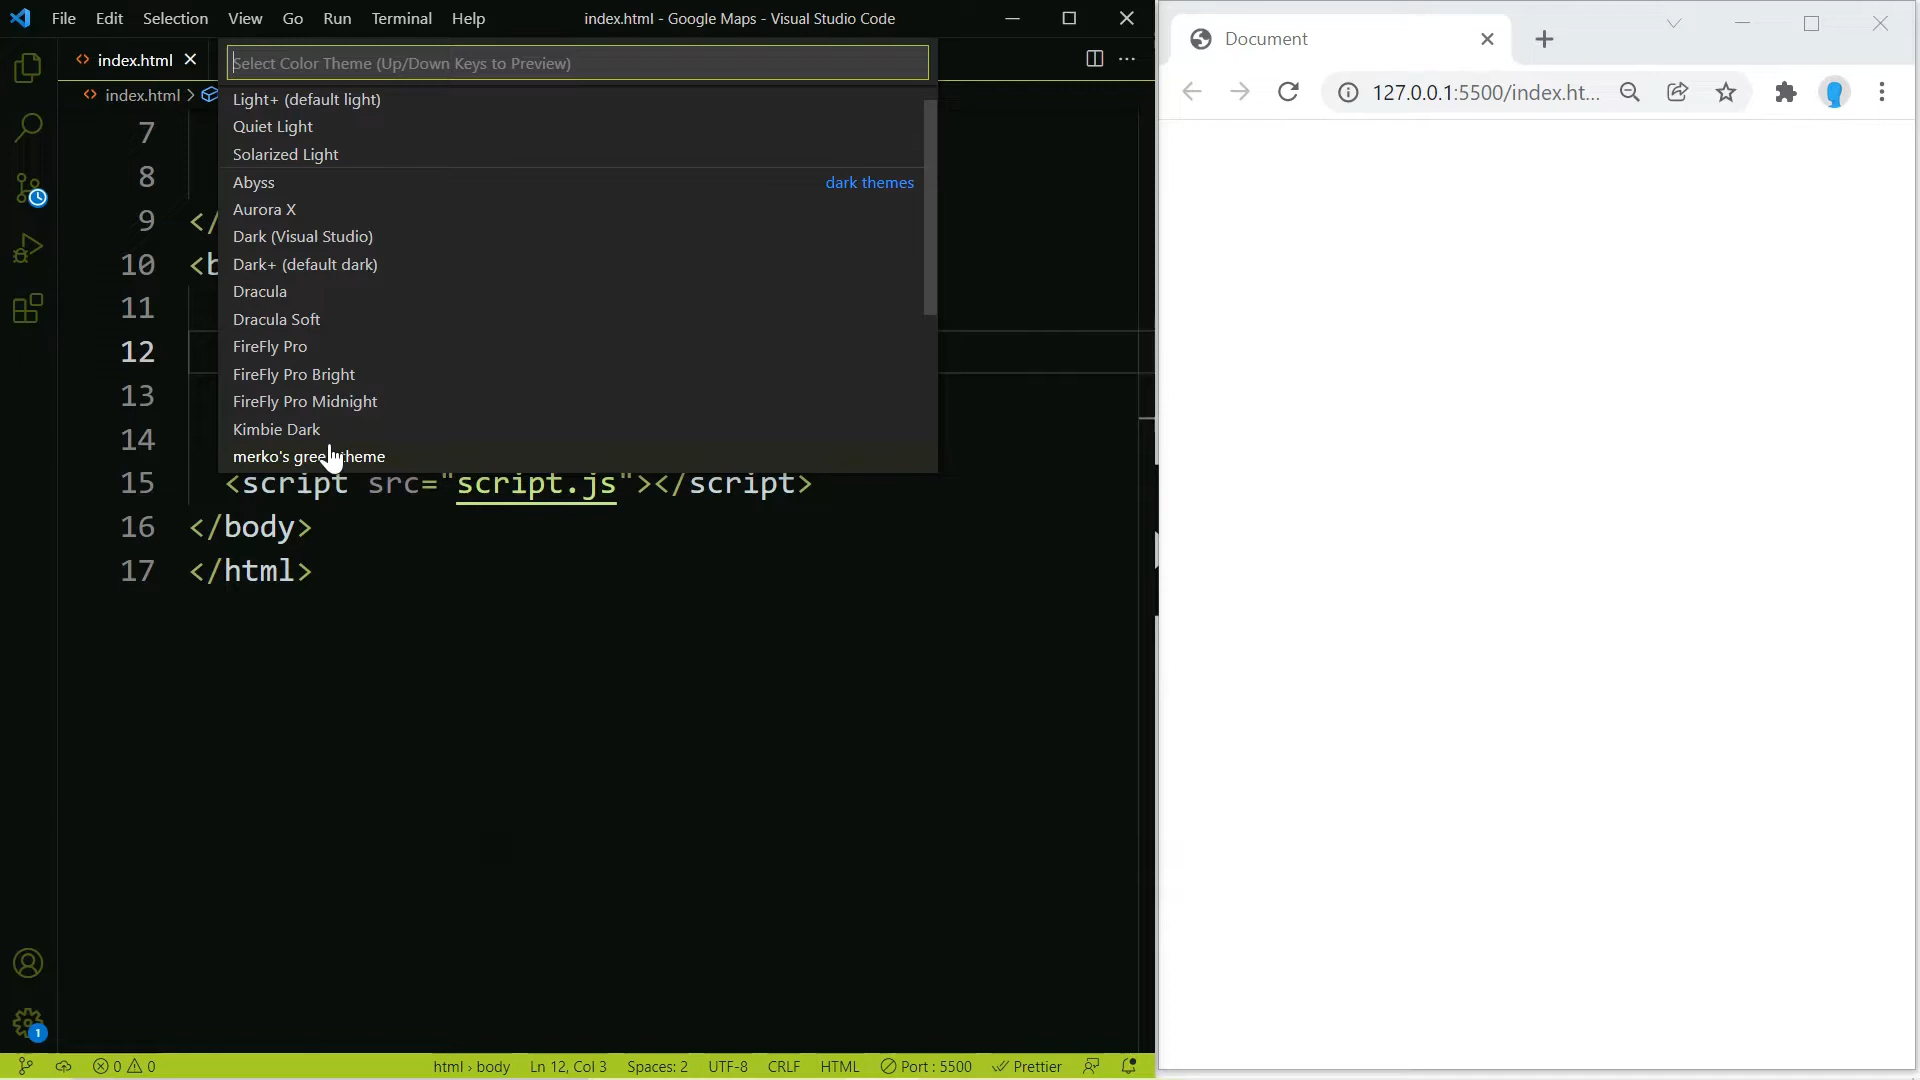 File Edit Selection View Go Run Terminal Help
index.html - Google Maps - Visual Studio Code
index.html
index.html >
Select Color Theme (Up/Down Keys to Preview)
Light+ (default light)
Quiet Light
Solarized Light
Abyss dark themes
Aurora X
Dark (Visual Studio)
Dark+ (default dark)
Dracula
Dracula Soft
FireFly Pro
FireFly Pro Bright
FireFly Pro Midnight
Kimbie Dark
merko's green theme
7
8
9 </
10 <b
11
12
13
14
15 <script src="script.js"></script>
16 </body>
17 </html>
1
0 0 html › body Ln 12, Col 3 Spaces: 2 UTF-8 CRLF HTML Port : 5500 Prettier
Document
127.0.0.1:5500/index.ht...